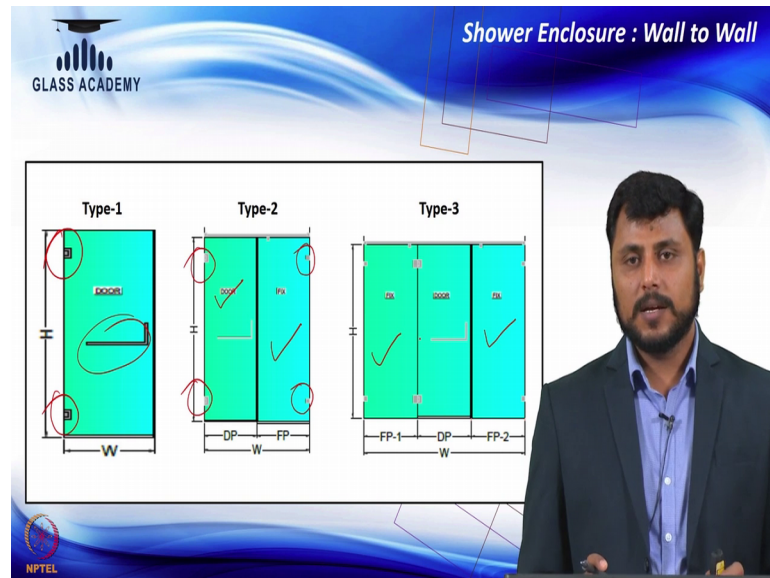 Shower Enclosure : Wall to Wall
GLASS ACADEMY
Type-1
Type-2
Type-3
DOOR
DOOR
FIX
FIX
DOOR
FIX
H
H
H
DP
FP
FP-1
DP
FP-2
W
W
W
NPTEL